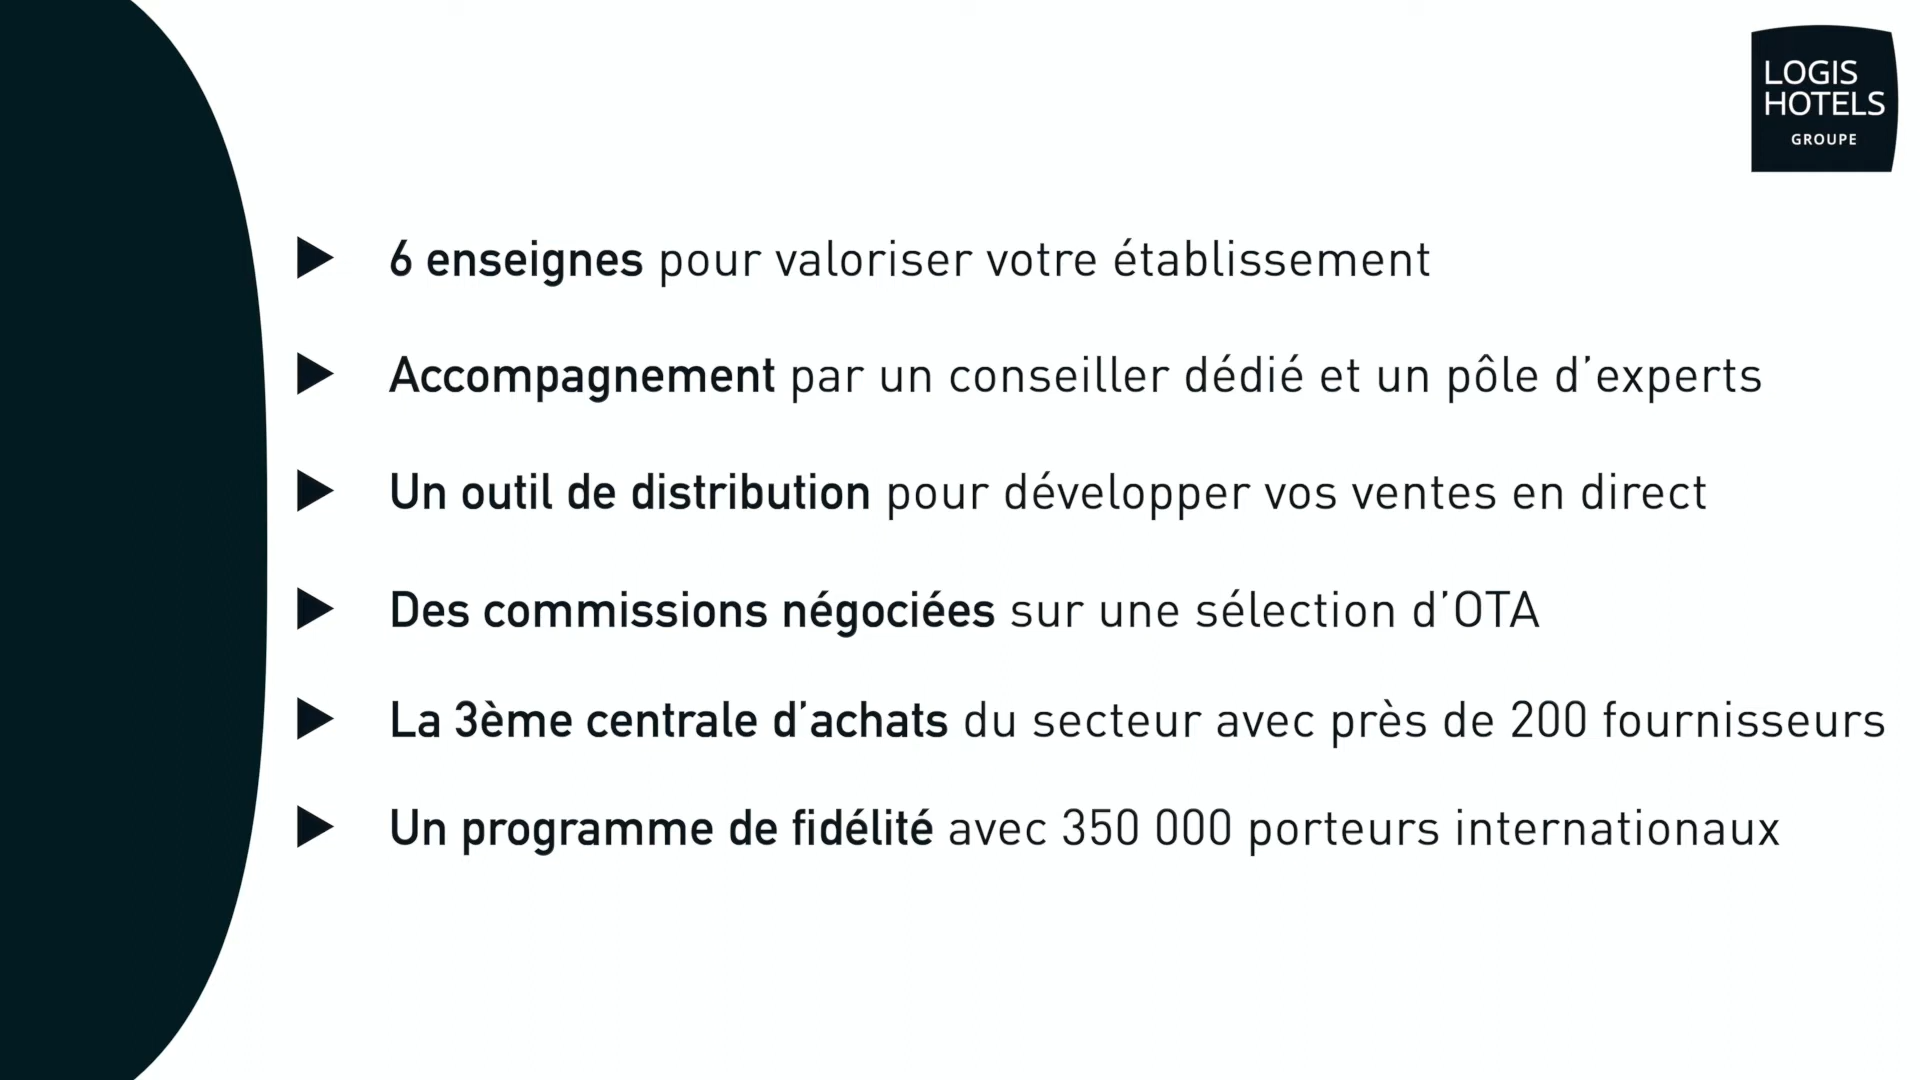 LOGIS
HOTELS
GROUPE
6 enseignes pour valoriser votre établissement
Accompagnement par un conseiller dédié et un pôle d’experts
Un outil de distribution pour développer vos ventes en direct
Des commissions négociées sur une sélection d’OTA
La 3ème centrale d’achats du secteur avec près de 200 fournisseurs
Un programme de fidélité avec 350 000 porteurs internationaux